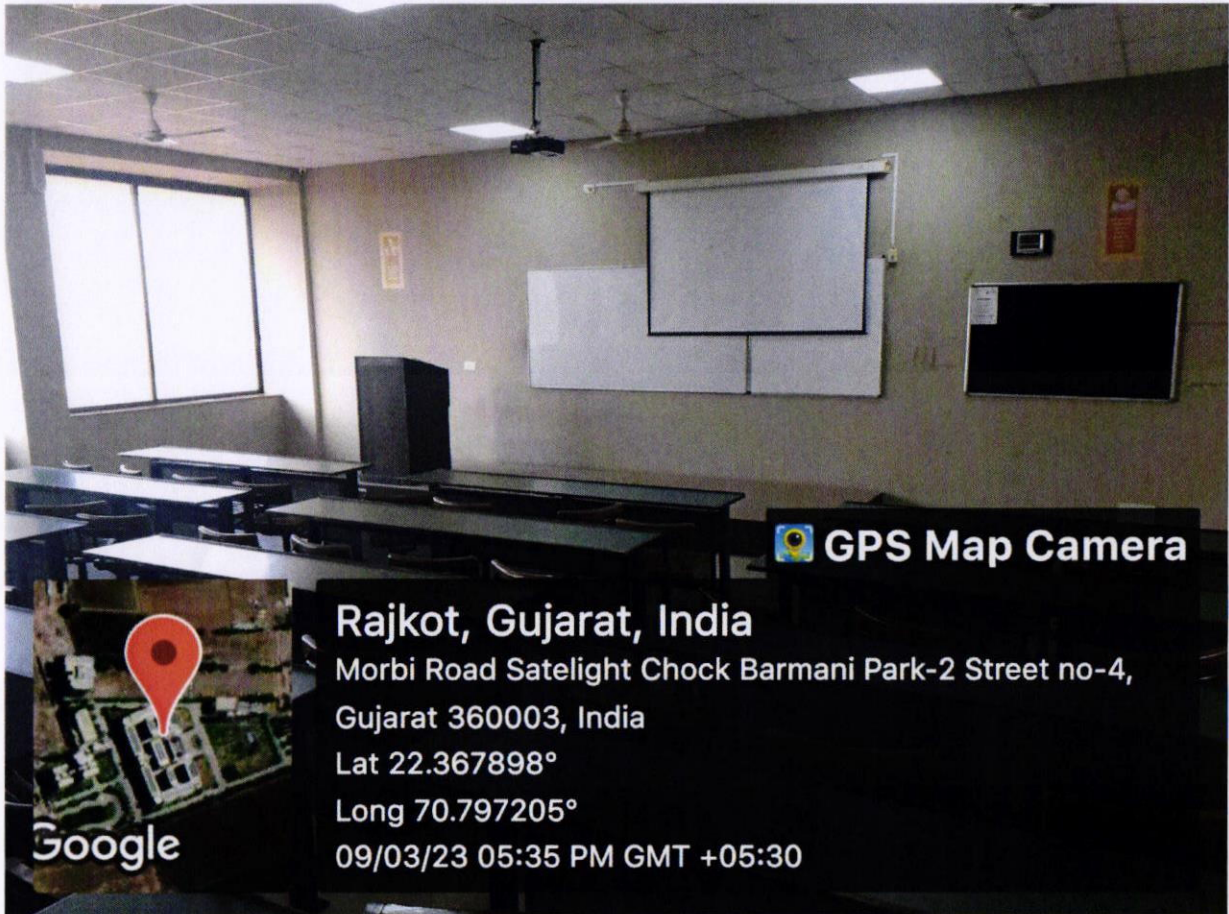 GPS Map Camera
Rajkot, Gujarat, India
Morbi Road Satelight Chock Barmani Park-2 Street no-4,
Gujarat 360003, India
Lat 22.367898°
Long 70.797205°
09/03/23 05:35 PM GMT +05:30
Google